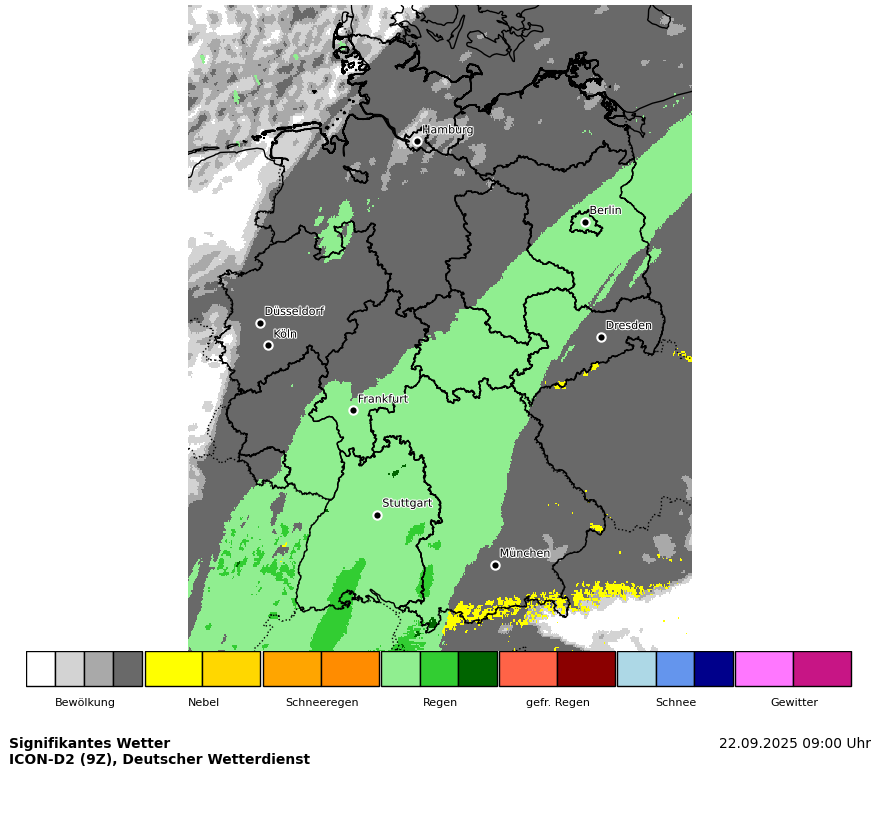 Hamburg
Berlin
Düsseldorf
Köln
Dresden
Frankfurt
Stuttgart
München
Bewölkung Nebel Schneeregen Regen gefr. Regen Schnee Gewitter
Signifikantes Wetter 22.09.2025 09:00 Uhr
ICON-D2 (9Z), Deutscher Wetterdienst